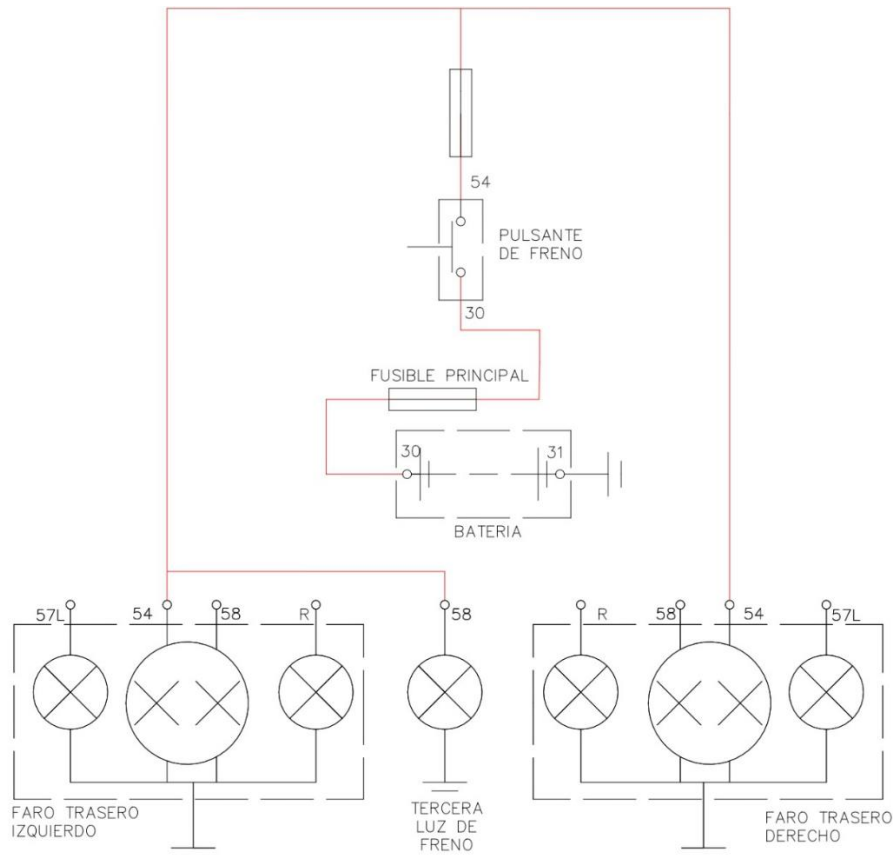 54
PULSANTE
DE FRENO
30
FUSIBLE PRINCIPAL
30
31
BATERIA
57L
54
58
R
58
R
58
54
57L
FARO TRASERO
IZQUIERDO
TERCERA
LUZ DE
FRENO
FARO TRASERO
DERECHO